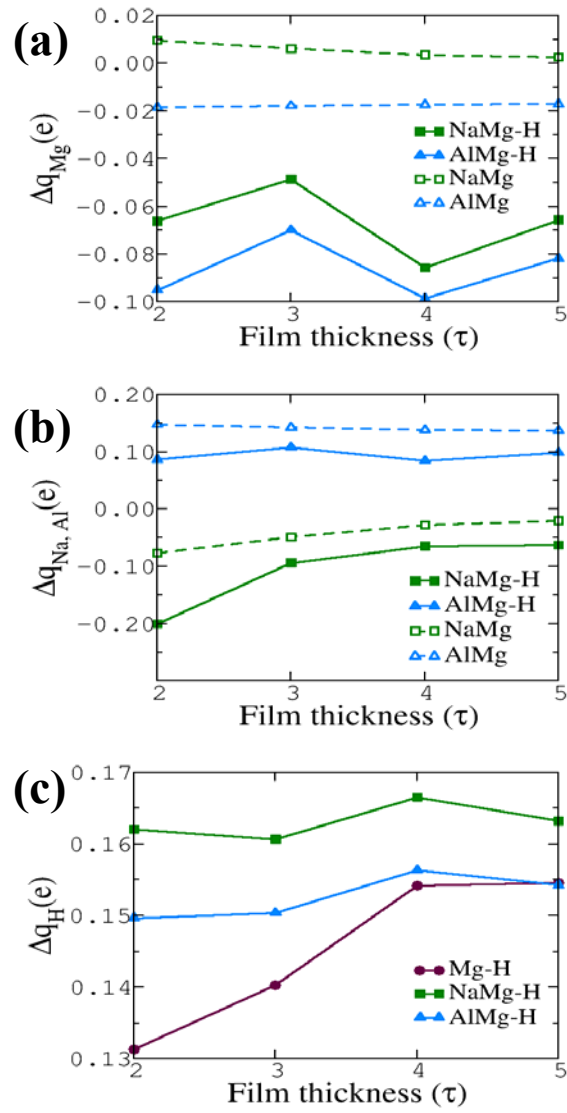 (a)
0.02
0.00
−0.02
−0.04
−0.06
−0.08
−0.10
Δq_Mg(e)
NaMg-H
AlMg-H
NaMg
AlMg
2 3 4 5
Film thickness (τ)
(b)
0.20
0.10
0.00
−0.10
−0.20
Δq_Na, Al(e)
NaMg-H
AlMg-H
NaMg
AlMg
2 3 4 5
Film thickness (τ)
(c)
0.17
0.16
0.15
0.14
0.13
Δq_H(e)
Mg-H
NaMg-H
AlMg-H
2 3 4 5
Film thickness (τ)